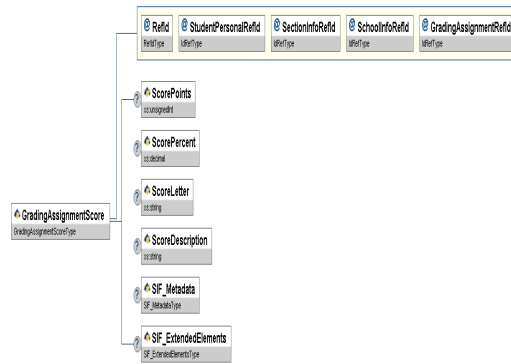 @ RefId
RefIdType
@ StudentPersonalRefId
IdRefType
@ SectionInfoRefId
IdRefType
@ SchoolInfoRefId
IdRefType
@ GradingAssignmentRefId
IdRefType
? ScorePoints
xs:unsignedInt
? ScorePercent
xs:decimal
? ScoreLetter
xs:string
GradingAssignmentScore
GradingAssignmentScoreType
? ScoreDescription
xs:string
? SIF_Metadata
SIF_MetadataType
? SIF_ExtendedElements
SIF_ExtendedElementsType